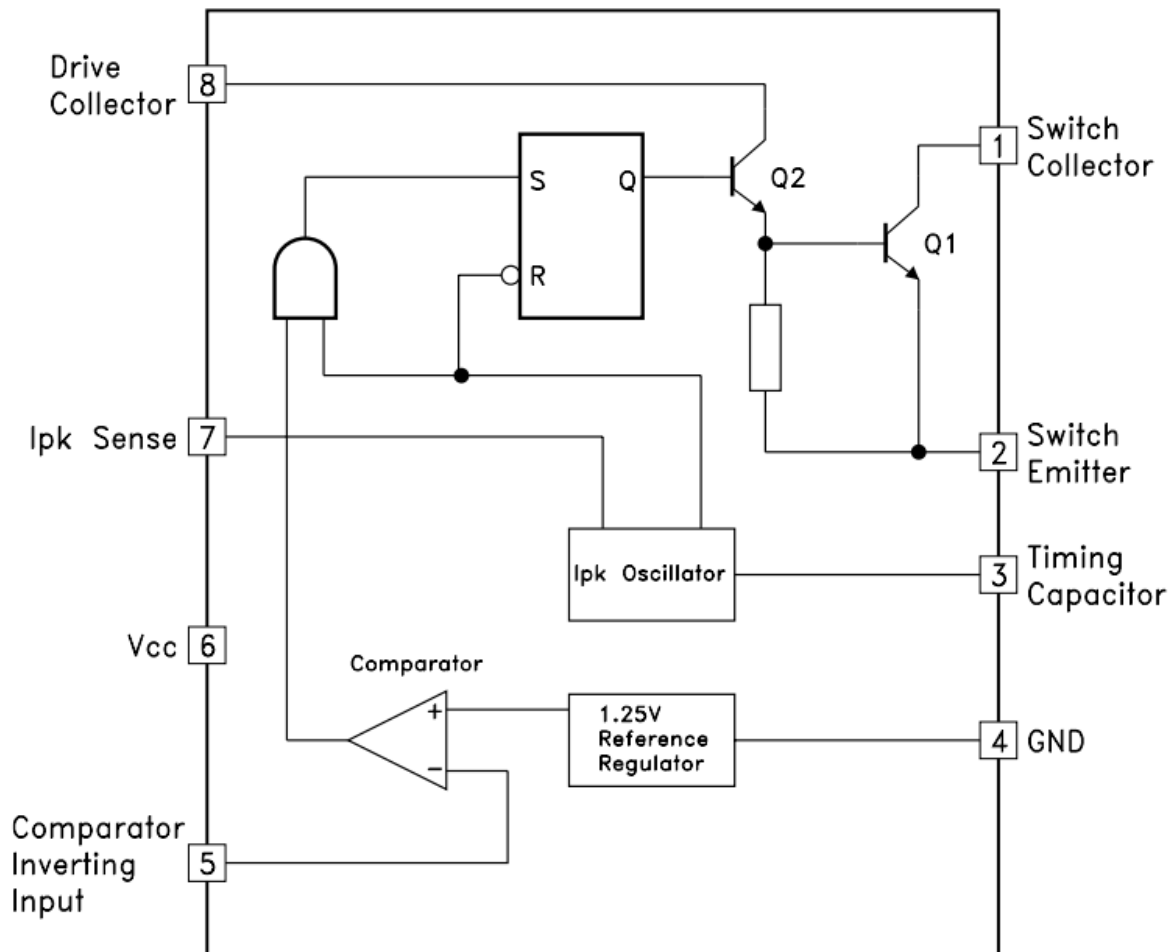 Drive
Collector
8
1
Switch
Collector
S
Q
Q2
Q1
R
Ipk Sense
7
2
Switch
Emitter
Ipk Oscillator
3
Timing
Capacitor
Vcc
6
Comparator
+
-
1.25V
Reference
Regulator
4
GND
Comparator
Inverting
Input
5